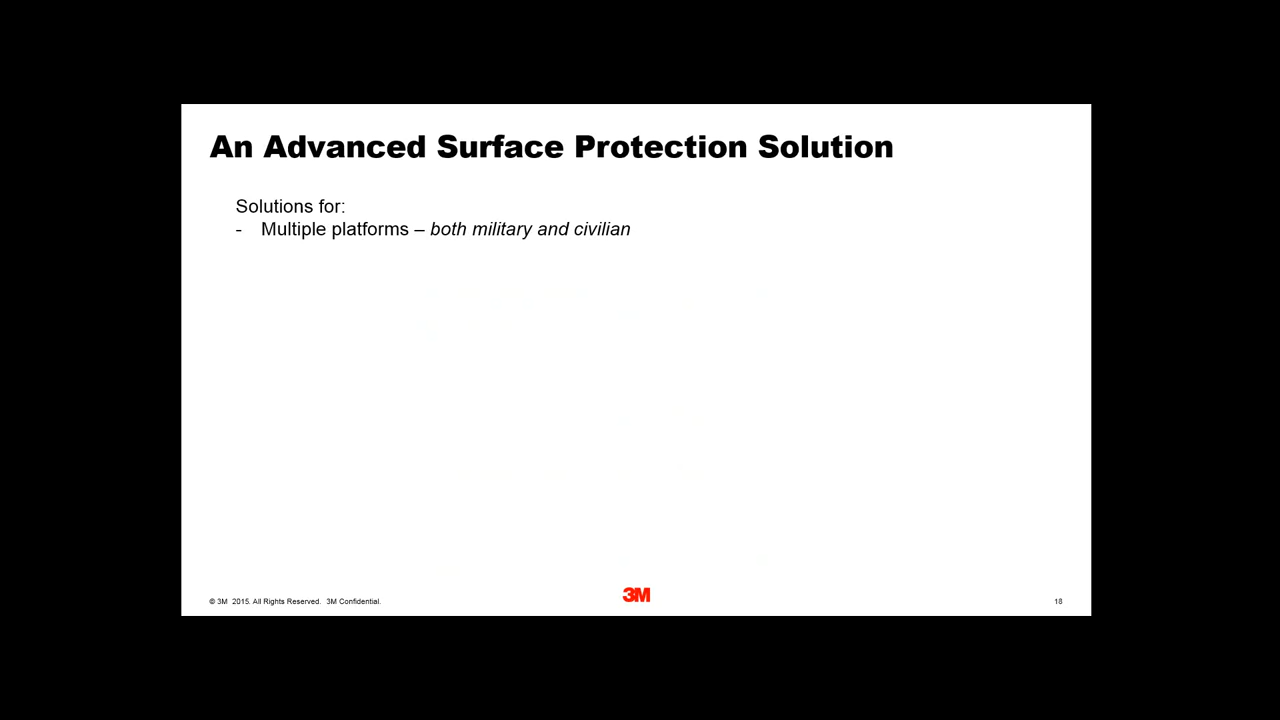 An Advanced Surface Protection Solution
Solutions for:
- Multiple platforms – both military and civilian
© 3M 2015. All Rights Reserved. 3M Confidential.
3M
18